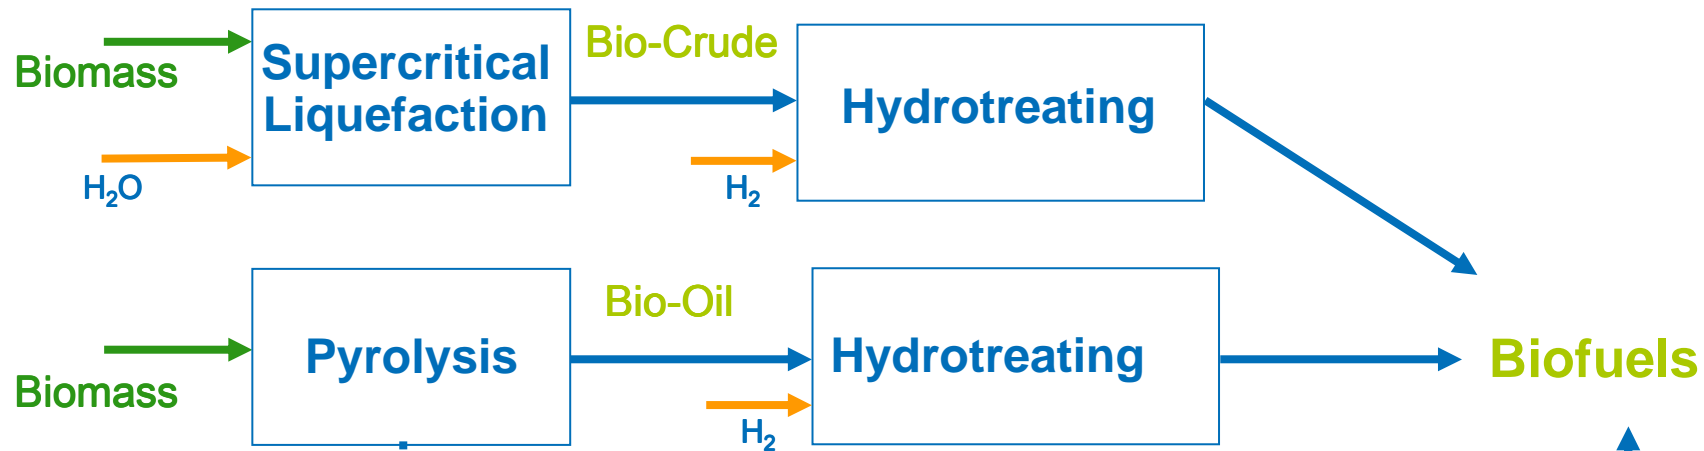 Biomass
Supercritical
Liquefaction
Bio-Crude
Hydrotreating
H₂O
H₂
Biomass
Pyrolysis
Bio-Oil
Hydrotreating
H₂
Biofuels